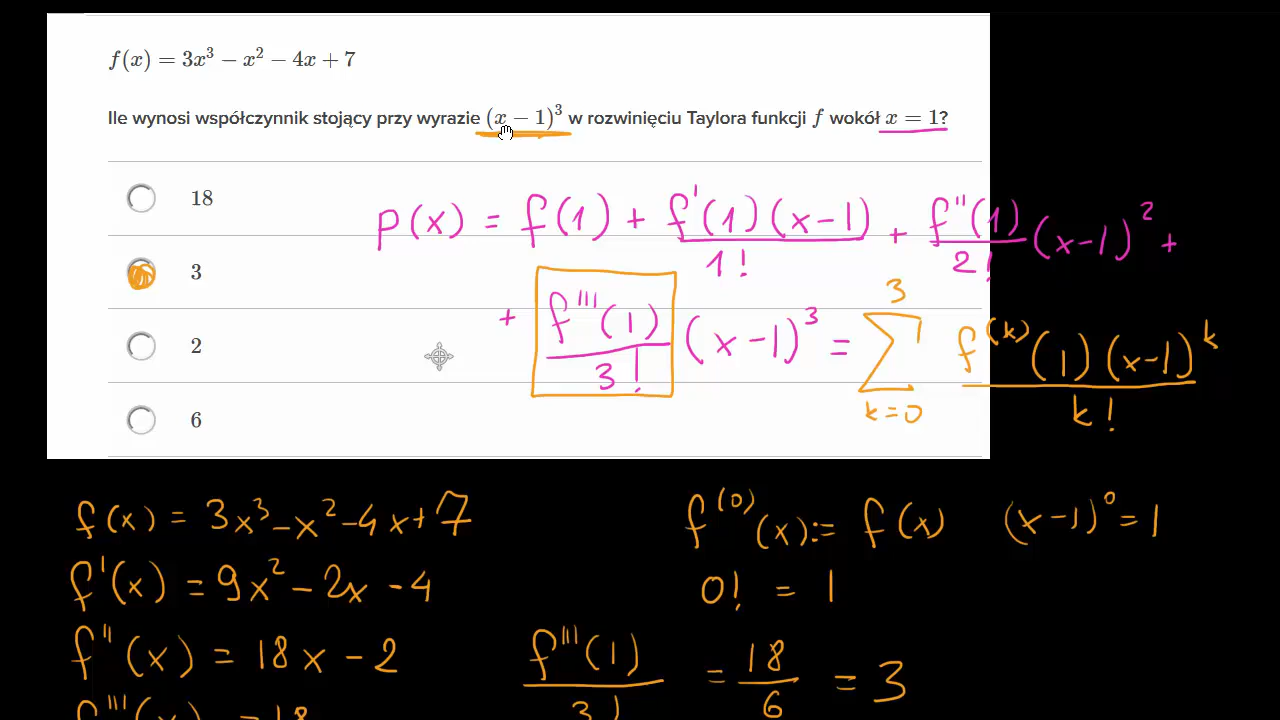 f(x) = 3x³ − x² − 4x + 7
Ile wynosi współczynnik stojący przy wyrazie (x − 1)³ w rozwinięciu Taylora funkcji f wokół x = 1?
18
3
2
6
P(x) = f(1) + f'(1)(x−1)/1! + f''(1)/2! (x−1)² +
+ f'''(1)/3! (x−1)³ = ∑_{k=0}^{3} f^(k)(1)(x−1)^k/k!
f(x) = 3x³ − x² − 4x + 7
f'(x) = 9x² − 2x − 4
f''(x) = 18x − 2
f'''(x) = 18
f^(0)(x) := f(x) (x−1)⁰ = 1
0! = 1
f'''(1)/3! = 18/6 = 3